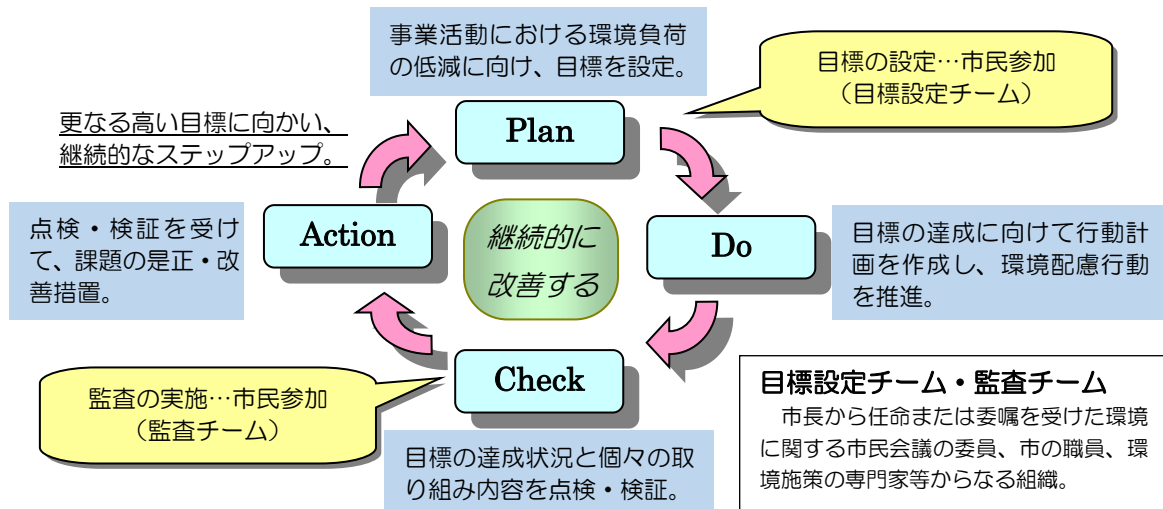 事業活動における環境負荷
の低減に向け、目標を設定。
目標の設定…市民参加
(目標設定チーム)
Plan
更なる高い目標に向かい、
継続的なステップアップ。
点検・検証を受け
て、課題の是正・改
善措置。
Action
継続的に
改善する
Do
目標の達成に向けて行動計
画を作成し、環境配慮行動
を推進。
Check
監査の実施…市民参加
(監査チーム)
目標の達成状況と個々の取
り組み内容を点検・検証。
目標設定チーム・監査チーム
市長から任命または委嘱を受けた環境
に関する市民会議の委員、市の職員、環
境施策の専門家等からなる組織。